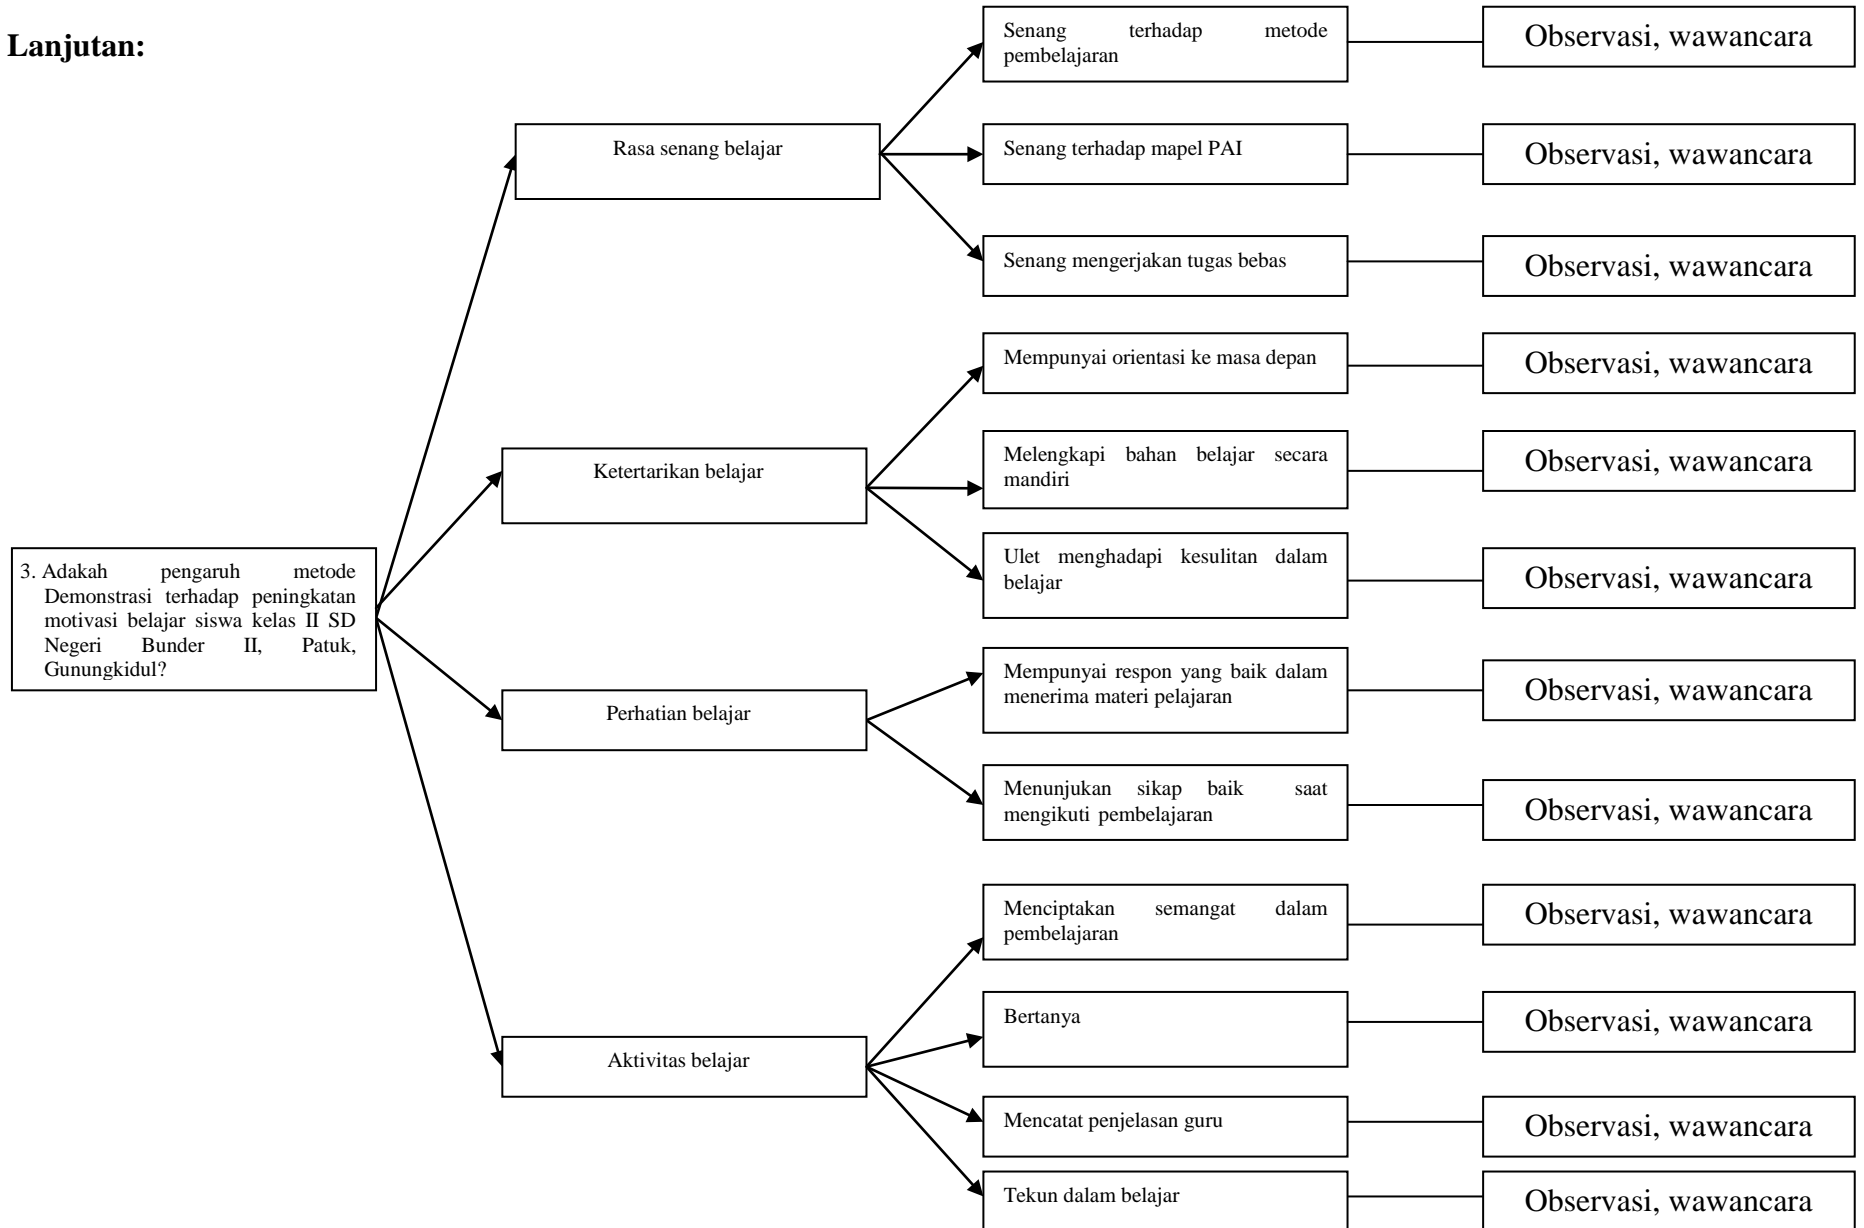 Lanjutan:
Senang terhadap metode
pembelajaran
Observasi, wawancara
Rasa senang belajar
Senang terhadap mapel PAI
Observasi, wawancara
Senang mengerjakan tugas bebas
Observasi, wawancara
Mempunyai orientasi ke masa depan
Observasi, wawancara
Ketertarikan belajar
Melengkapi bahan belajar secara
mandiri
Observasi, wawancara
Ulet menghadapi kesulitan dalam
belajar
Observasi, wawancara
3. Adakah pengaruh metode
Demonstrasi terhadap peningkatan
motivasi belajar siswa kelas II SD
Negeri Bunder II, Patuk,
Gunungkidul?
Mempunyai respon yang baik dalam
menerima materi pelajaran
Observasi, wawancara
Perhatian belajar
Menunjukan sikap baik saat
mengikuti pembelajaran
Observasi, wawancara
Menciptakan semangat dalam
pembelajaran
Observasi, wawancara
Bertanya
Observasi, wawancara
Aktivitas belajar
Mencatat penjelasan guru
Observasi, wawancara
Tekun dalam belajar
Observasi, wawancara